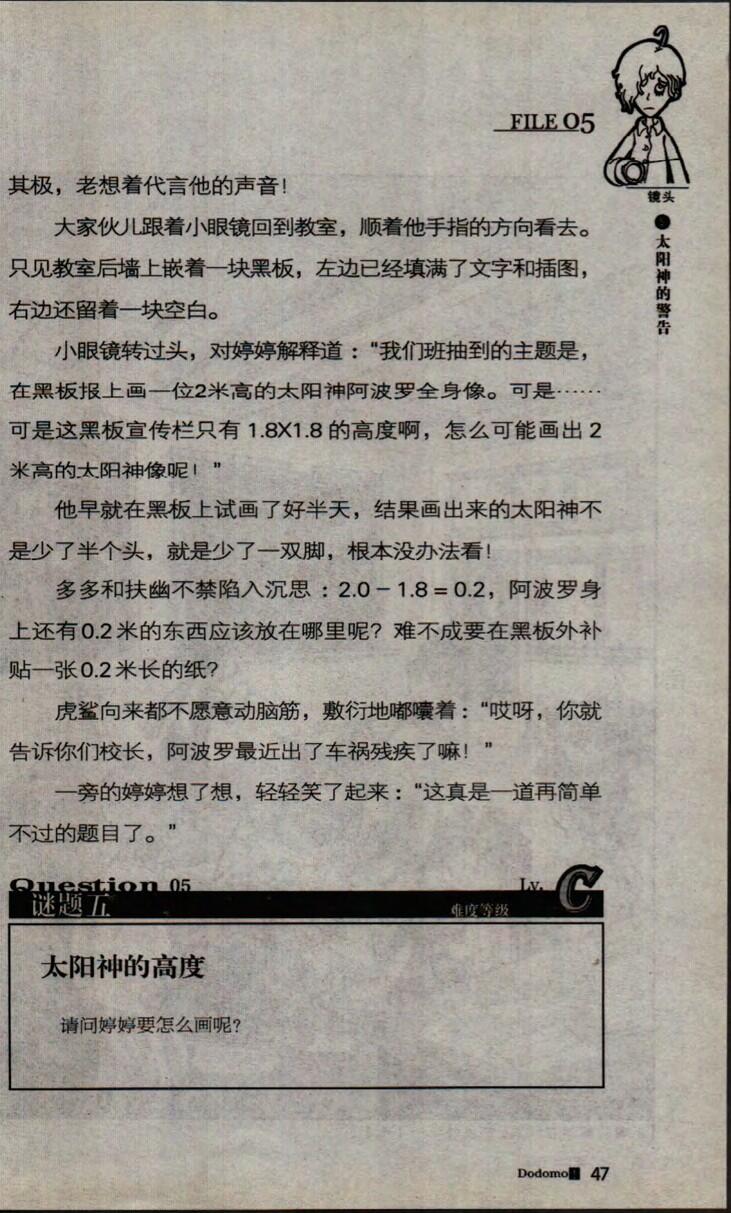 FILE 05
镜头
太阳神的警告
其极，老想着代言他的声音！
大家伙儿跟着小眼镜回到教室，顺着他手指的方向看去。
只见教室后墙上嵌着一块黑板，左边已经填满了文字和插图，
右边还留着一块空白。
小眼镜转过头，对婷婷解释道：“我们班抽到的主题是，
在黑板报上画一位2米高的太阳神阿波罗全身像。可是……
可是这黑板宣传栏只有 1.8X1.8 的高度啊，怎么可能画出 2
米高的太阳神像呢！”
他早就在黑板上试画了好半天，结果画出来的太阳神不
是少了半个头，就是少了一双脚，根本没办法看！
多多和扶幽不禁陷入沉思：2.0－1.8＝0.2，阿波罗身
上还有0.2米的东西应该放在哪里呢？难不成要在黑板外补
贴一张0.2米长的纸？
虎鲨向来都不愿意动脑筋，敷衍地嘟囔着：“哎呀，你就
告诉你们校长，阿波罗最近出了车祸残疾了嘛！”
一旁的婷婷想了想，轻轻笑了起来：“这真是一道再简单
不过的题目了。”
Question 05 Lv. C
谜题五 难度等级
太阳神的高度
请问婷婷要怎么画呢？
Dodomo! 47